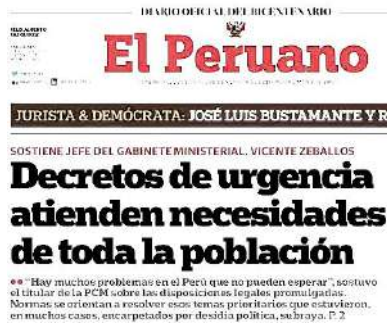 DIARIO OFICIAL DEL BICENTENARIO
El Peruano
JURISTA & DEMÓCRATA: JOSÉ LUIS BUSTAMANTE Y R
SOSTIENE JEFE DEL GABINETE MINISTERIAL, VICENTE ZEBALLOS
Decretos de urgencia
atienden necesidades
de toda la población
"Hay muchos problemas en el Perú que no pueden esperar", sostuvo
el titular de la PCM sobre las disposiciones legales promulgadas.
Normas se orientan a resolver esos temas prioritarios que estuvieron,
en muchos casos, encarpetados por desidia política, subraya. P. 2